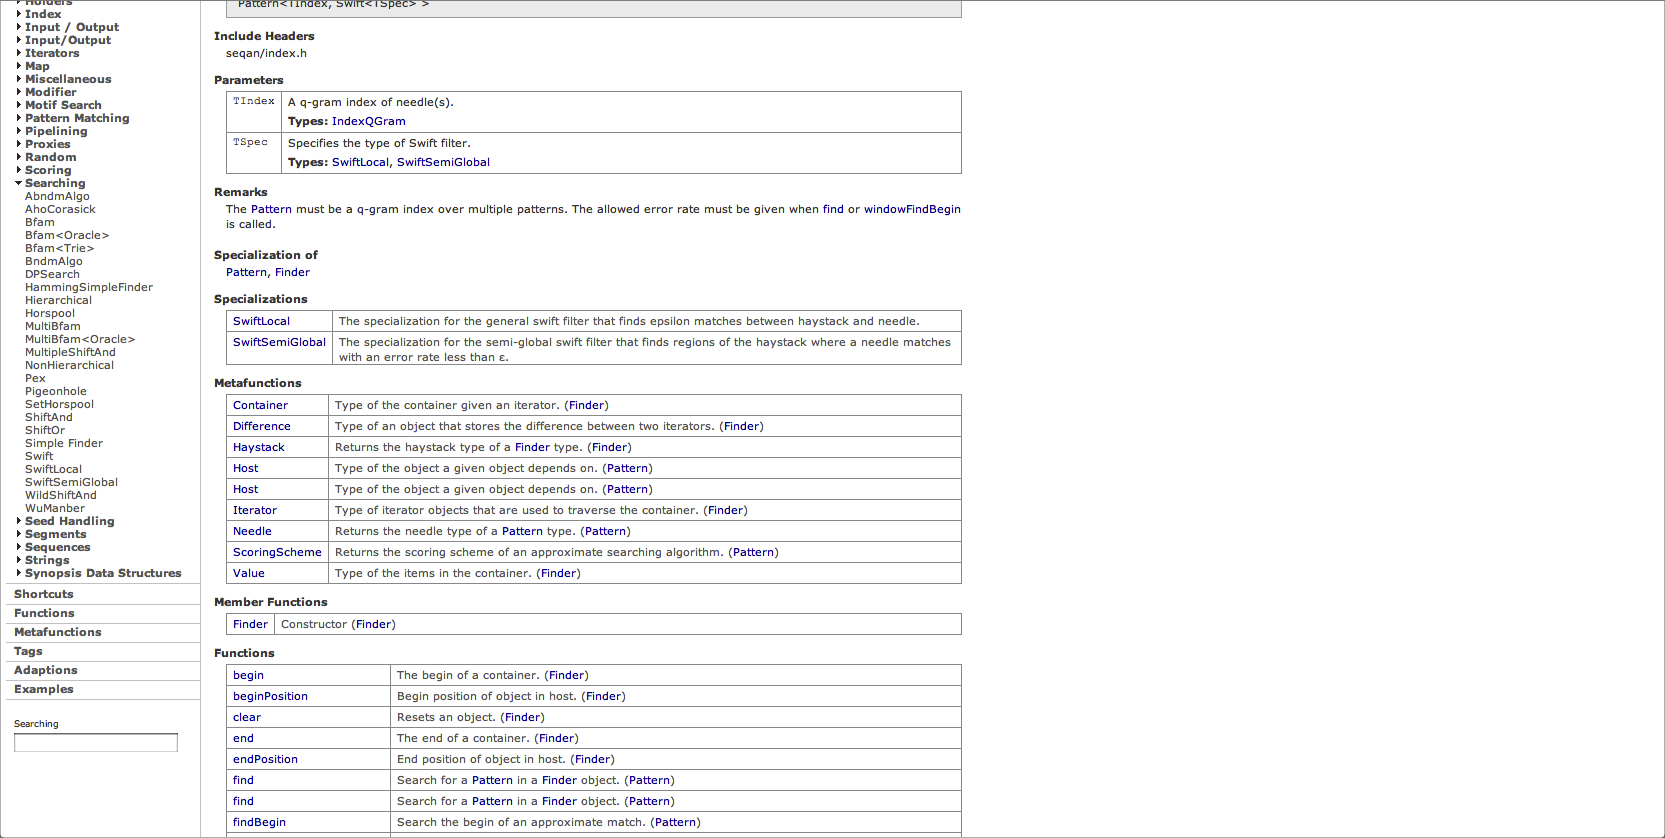 Holders
Index
Input / Output
Input/Output
Iterators
Map
Miscellaneous
Modifier
Motif Search
Pattern Matching
Pipelining
Proxies
Random
Scoring
Searching
AbndmAlgo
AhoCorasick
Bfam
Bfam<Oracle>
Bfam<Trie>
BndmAlgo
DPSearch
HammingSimpleFinder
Hierarchical
Horspool
MultiBfam
MultiBfam<Oracle>
MultipleShiftAnd
NonHierarchical
Pex
Pigeonhole
SetHorspool
ShiftAnd
ShiftOr
Simple Finder
Swift
SwiftLocal
SwiftSemiGlobal
WildShiftAnd
WuManber
Seed Handling
Segments
Sequences
Strings
Synopsis Data Structures
Shortcuts
Functions
Metafunctions
Tags
Adaptions
Examples
Searching
Pattern<TIndex, Swift<TSpec> >
Include Headers
seqan/index.h
Parameters
TIndex A q-gram index of needle(s).
Types: IndexQGram
TSpec Specifies the type of Swift filter.
Types: SwiftLocal, SwiftSemiGlobal
Remarks
The Pattern must be a q-gram index over multiple patterns. The allowed error rate must be given when find or windowFindBegin
is called.
Specialization of
Pattern, Finder
Specializations
SwiftLocal The specialization for the general swift filter that finds epsilon matches between haystack and needle.
SwiftSemiGlobal The specialization for the semi-global swift filter that finds regions of the haystack where a needle matches
with an error rate less than ε.
Metafunctions
Container Type of the container given an iterator. (Finder)
Difference Type of an object that stores the difference between two iterators. (Finder)
Haystack Returns the haystack type of a Finder type. (Finder)
Host Type of the object a given object depends on. (Pattern)
Host Type of the object a given object depends on. (Pattern)
Iterator Type of iterator objects that are used to traverse the container. (Finder)
Needle Returns the needle type of a Pattern type. (Pattern)
ScoringScheme Returns the scoring scheme of an approximate searching algorithm. (Pattern)
Value Type of the items in the container. (Finder)
Member Functions
Finder Constructor (Finder)
Functions
begin The begin of a container. (Finder)
beginPosition Begin position of object in host. (Finder)
clear Resets an object. (Finder)
end The end of a container. (Finder)
endPosition End position of object in host. (Finder)
find Search for a Pattern in a Finder object. (Pattern)
find Search for a Pattern in a Finder object. (Pattern)
findBegin Search the begin of an approximate match. (Pattern)